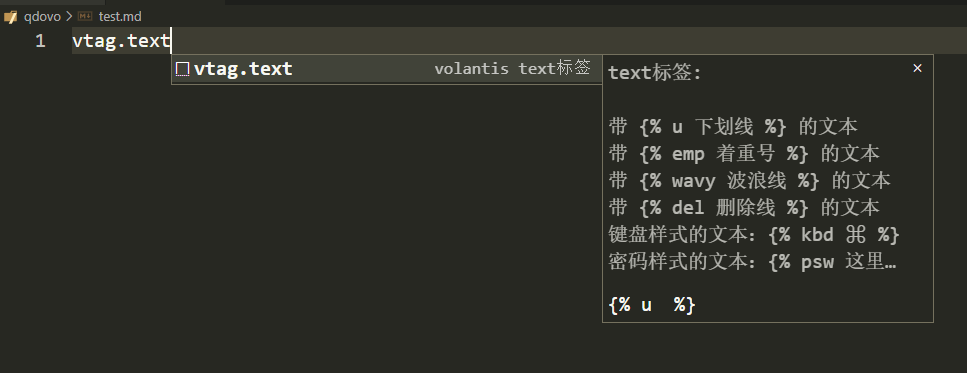 qdovo > test.md
1 vtag.text
vtag.text volantis text标签
text标签: ×
带 {% u 下划线 %} 的文本
带 {% emp 着重号 %} 的文本
带 {% wavy 波浪线 %} 的文本
带 {% del 删除线 %} 的文本
键盘样式的文本：{% kbd ⌘ %}
密码样式的文本：{% psw 这里…
{% u  %}